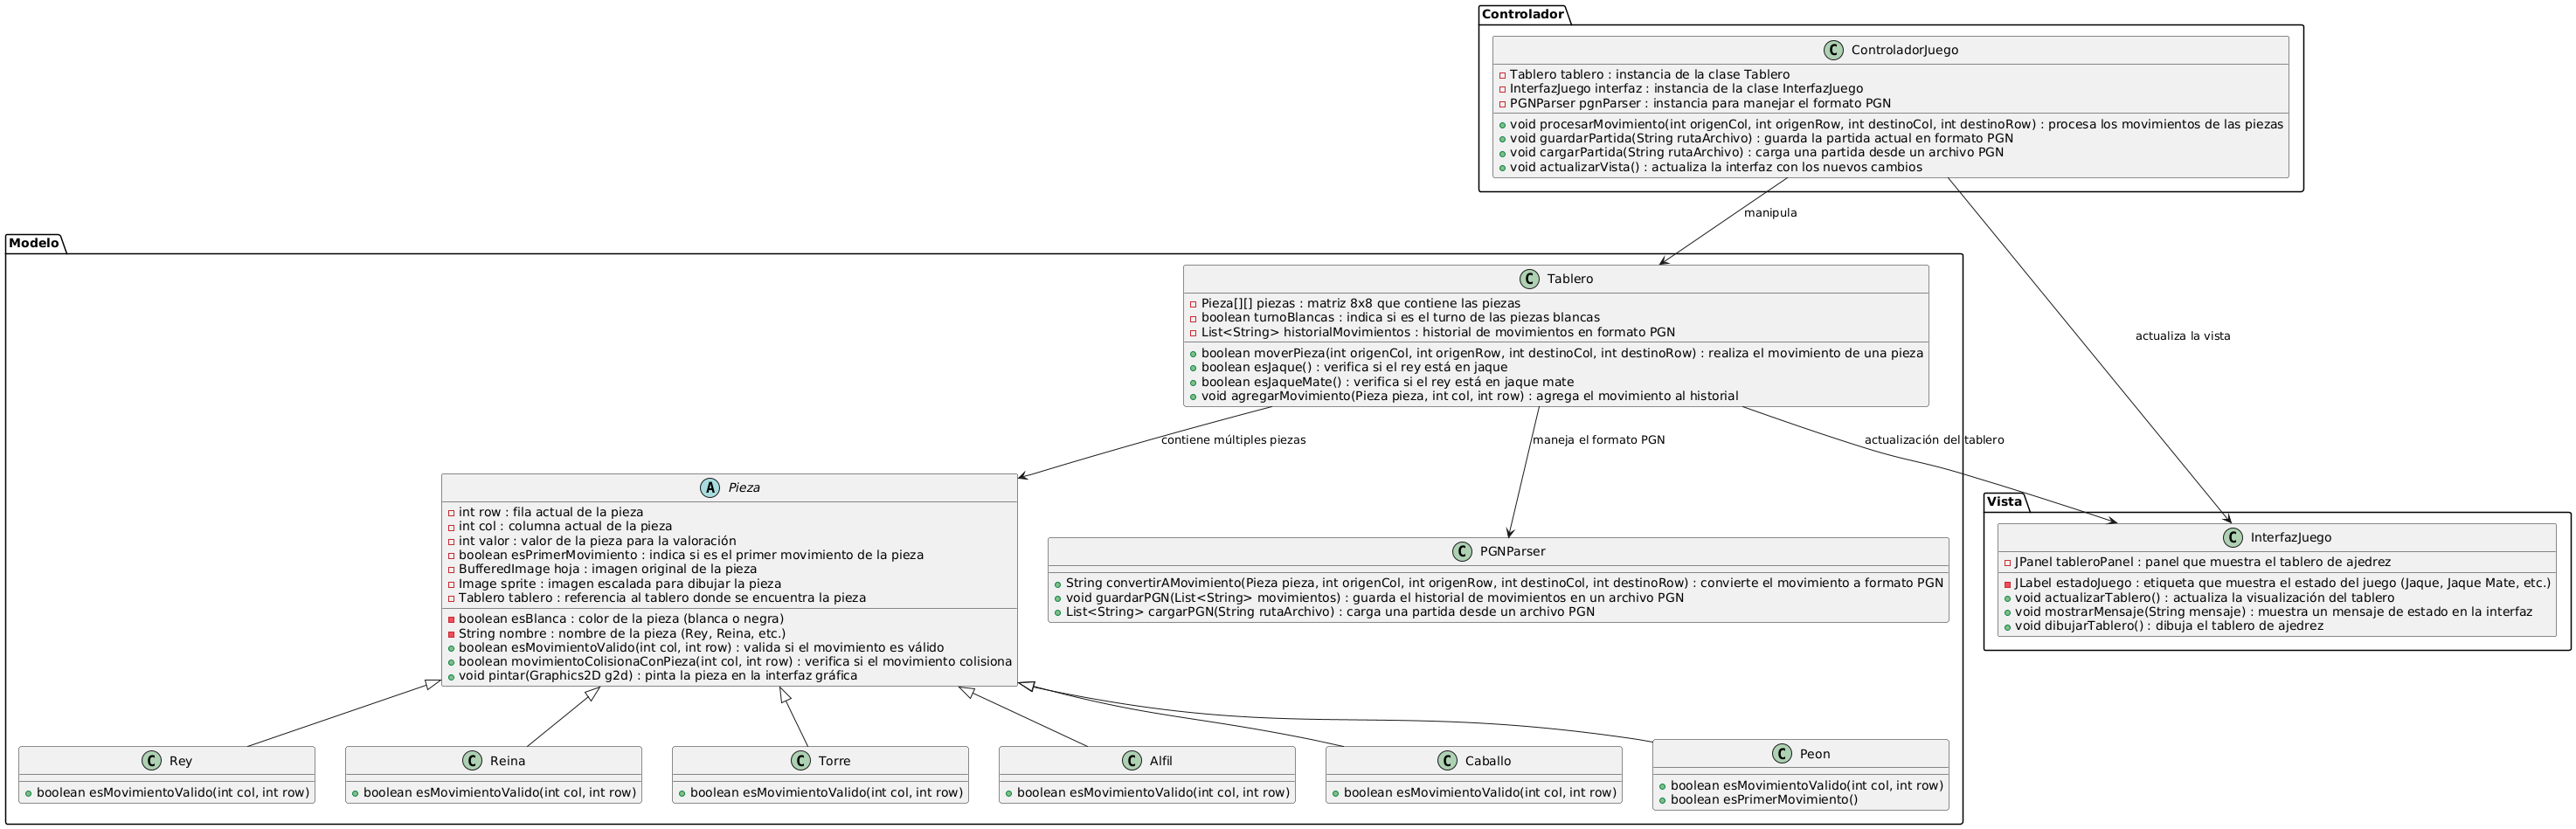 Controlador
C ControladorJuego
Tablero tablero : instancia de la clase Tablero
InterfazJuego interfaz : instancia de la clase InterfazJuego
PGNParser pgnParser : instancia para manejar el formato PGN
void procesarMovimiento(int origenCol, int origenRow, int destinoCol, int destinoRow) : procesa los movimientos de las piezas
void guardarPartida(String rutaArchivo) : guarda la partida actual en formato PGN
void cargarPartida(String rutaArchivo) : carga una partida desde un archivo PGN
void actualizarVista() : actualiza la interfaz con los nuevos cambios
manipula
actualiza la vista
Modelo
C Tablero
Pieza[][] piezas : matriz 8x8 que contiene las piezas
boolean turnoBlancas : indica si es el turno de las piezas blancas
List<String> historialMovimientos : historial de movimientos en formato PGN
boolean moverPieza(int origenCol, int origenRow, int destinoCol, int destinoRow) : realiza el movimiento de una pieza
boolean esJaque() : verifica si el rey está en jaque
boolean esJaqueMate() : verifica si el rey está en jaque mate
void agregarMovimiento(Pieza pieza, int col, int row) : agrega el movimiento al historial
contiene múltiples piezas
maneja el formato PGN
actualización del tablero
A Pieza
int row : fila actual de la pieza
int col : columna actual de la pieza
int valor : valor de la pieza para la valoración
boolean esPrimerMovimiento : indica si es el primer movimiento de la pieza
BufferedImage hoja : imagen original de la pieza
Image sprite : imagen escalada para dibujar la pieza
Tablero tablero : referencia al tablero donde se encuentra la pieza
boolean esBlanca : color de la pieza (blanca o negra)
String nombre : nombre de la pieza (Rey, Reina, etc.)
boolean esMovimientoValido(int col, int row) : valida si el movimiento es válido
boolean movimientoColisionaConPieza(int col, int row) : verifica si el movimiento colisiona
void pintar(Graphics2D g2d) : pinta la pieza en la interfaz gráfica
C PGNParser
String convertirAMovimiento(Pieza pieza, int origenCol, int origenRow, int destinoCol, int destinoRow) : convierte el movimiento a formato PGN
void guardarPGN(List<String> movimientos) : guarda el historial de movimientos en un archivo PGN
List<String> cargarPGN(String rutaArchivo) : carga una partida desde un archivo PGN
Vista
C InterfazJuego
JPanel tableroPanel : panel que muestra el tablero de ajedrez
JLabel estadoJuego : etiqueta que muestra el estado del juego (Jaque, Jaque Mate, etc.)
void actualizarTablero() : actualiza la visualización del tablero
void mostrarMensaje(String mensaje) : muestra un mensaje de estado en la interfaz
void dibujarTablero() : dibuja el tablero de ajedrez
C Rey
boolean esMovimientoValido(int col, int row)
C Reina
boolean esMovimientoValido(int col, int row)
C Torre
boolean esMovimientoValido(int col, int row)
C Alfil
boolean esMovimientoValido(int col, int row)
C Caballo
boolean esMovimientoValido(int col, int row)
C Peon
boolean esMovimientoValido(int col, int row)
boolean esPrimerMovimiento()